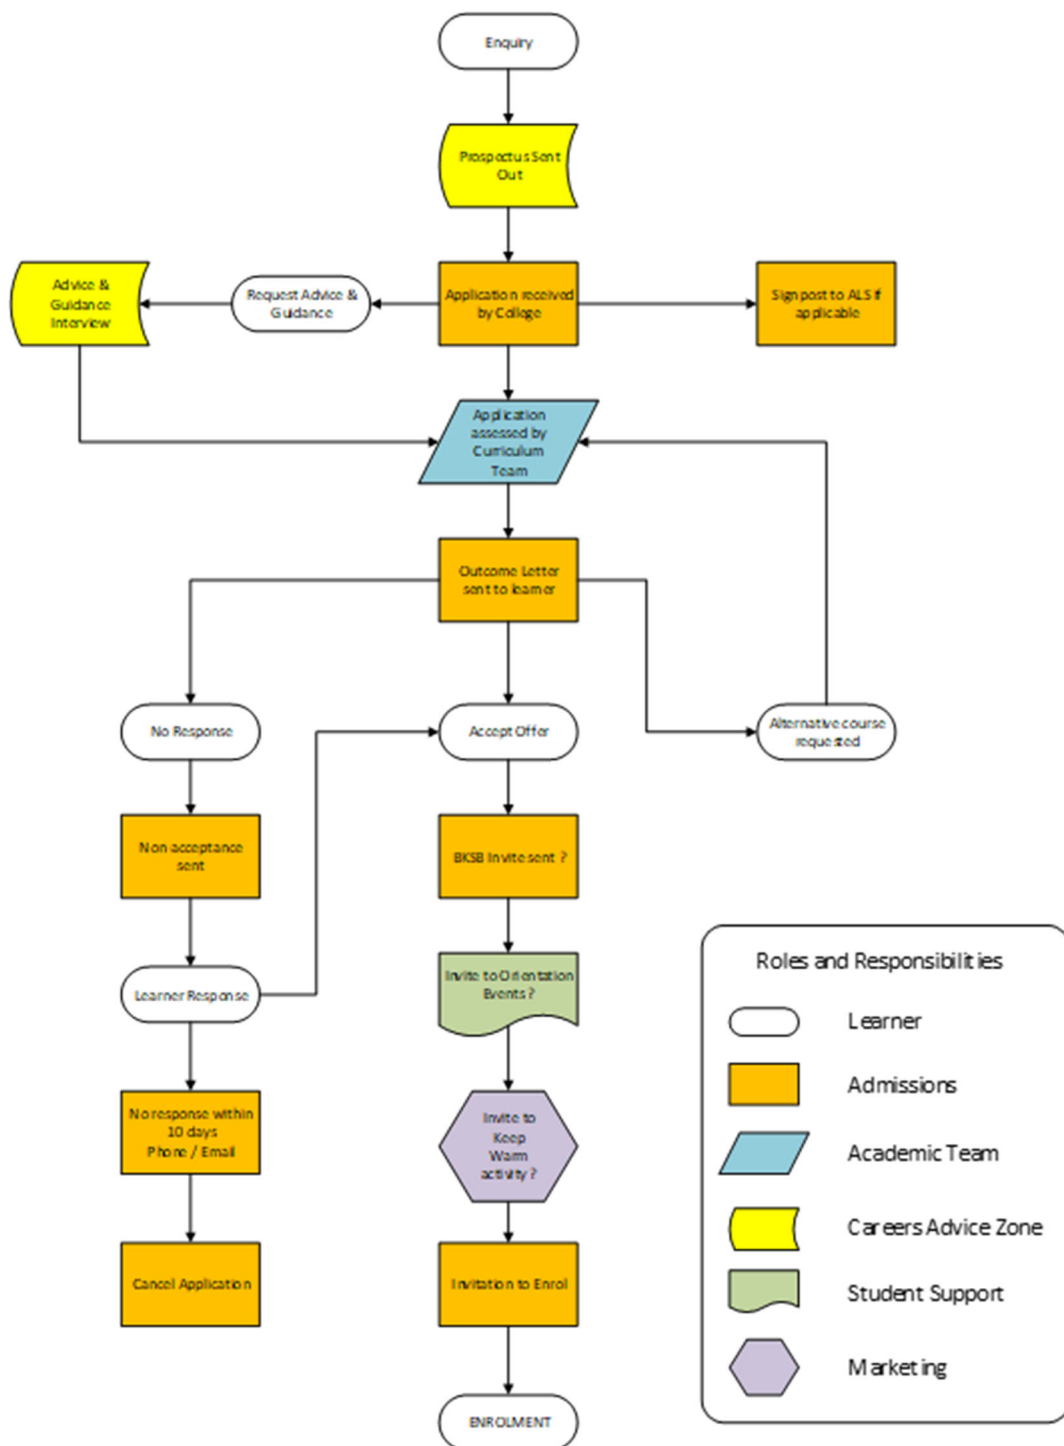 Enquiry
Prospectus Sent
Out
Advice &
Guidance
Interview
Request Advice &
Guidance
Application received
by College
Signpost to ALS if
applicable
Application
assessed by
Curriculum
Team
Outcome Letter
sent to learner
No Response
Accept Offer
Alternative course
requested
Non acceptance
sent
BKSB Invite sent ?
Learner Response
Invite to Orientation
Events ?
No response within
10 days
Phone / Email
Invite to
Keep
Warm
activity ?
Cancel Application
Invitation to Enrol
ENROLMENT
Roles and Responsibilities
Learner
Admissions
Academic Team
Careers Advice Zone
Student Support
Marketing